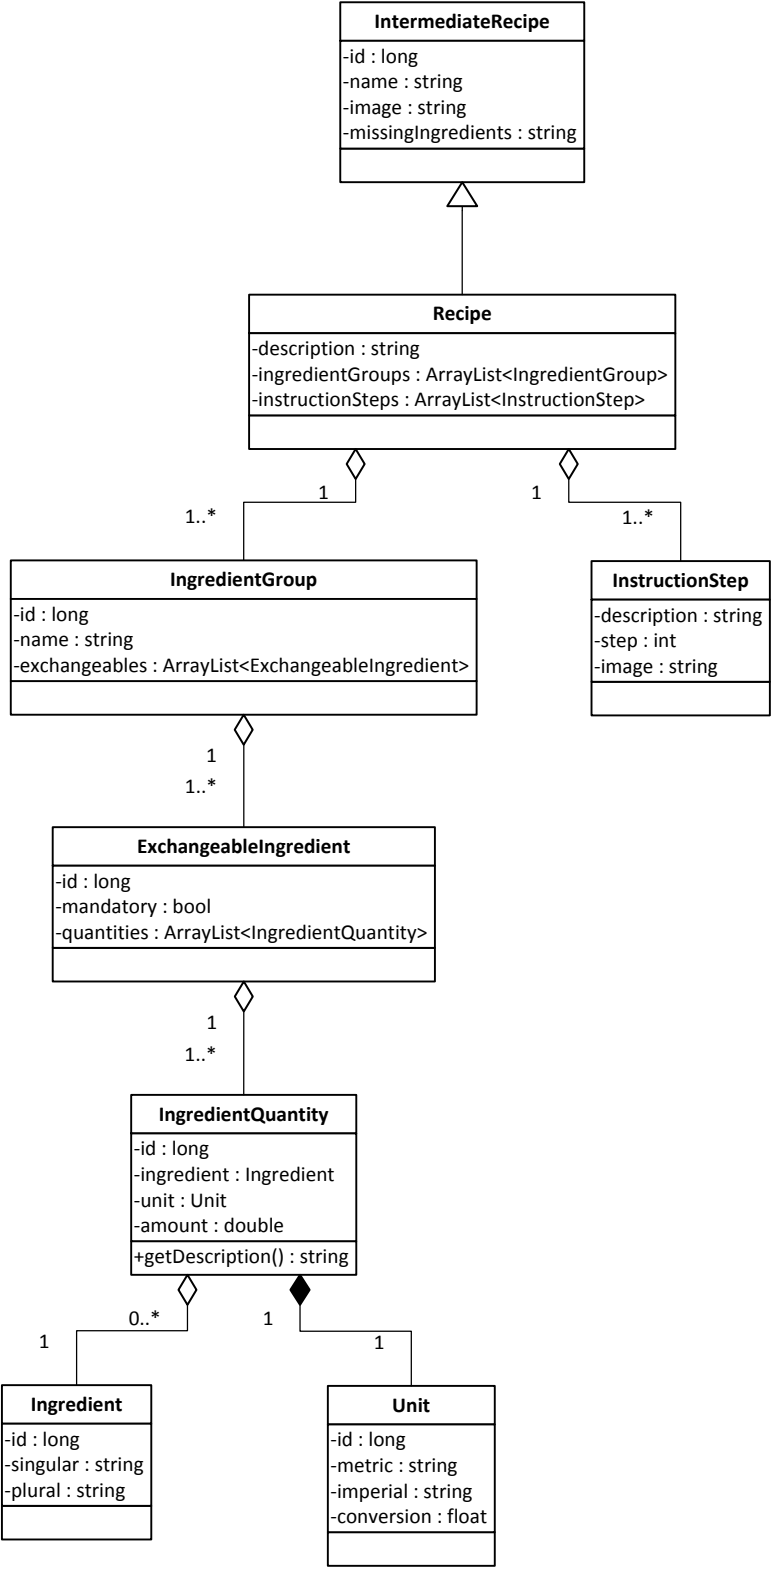 IntermediateRecipe
-id : long
-name : string
-image : string
-missingIngredients : string
Recipe
-description : string
-ingredientGroups : ArrayList<IngredientGroup>
-instructionSteps : ArrayList<InstructionStep>
1
1..*
1
1..*
IngredientGroup
-id : long
-name : string
-exchangeables : ArrayList<ExchangeableIngredient>
InstructionStep
-description : string
-step : int
-image : string
1
1..*
ExchangeableIngredient
-id : long
-mandatory : bool
-quantities : ArrayList<IngredientQuantity>
1
1..*
IngredientQuantity
-id : long
-ingredient : Ingredient
-unit : Unit
-amount : double
+getDescription() : string
0..*
1
1
1
Ingredient
-id : long
-singular : string
-plural : string
Unit
-id : long
-metric : string
-imperial : string
-conversion : float